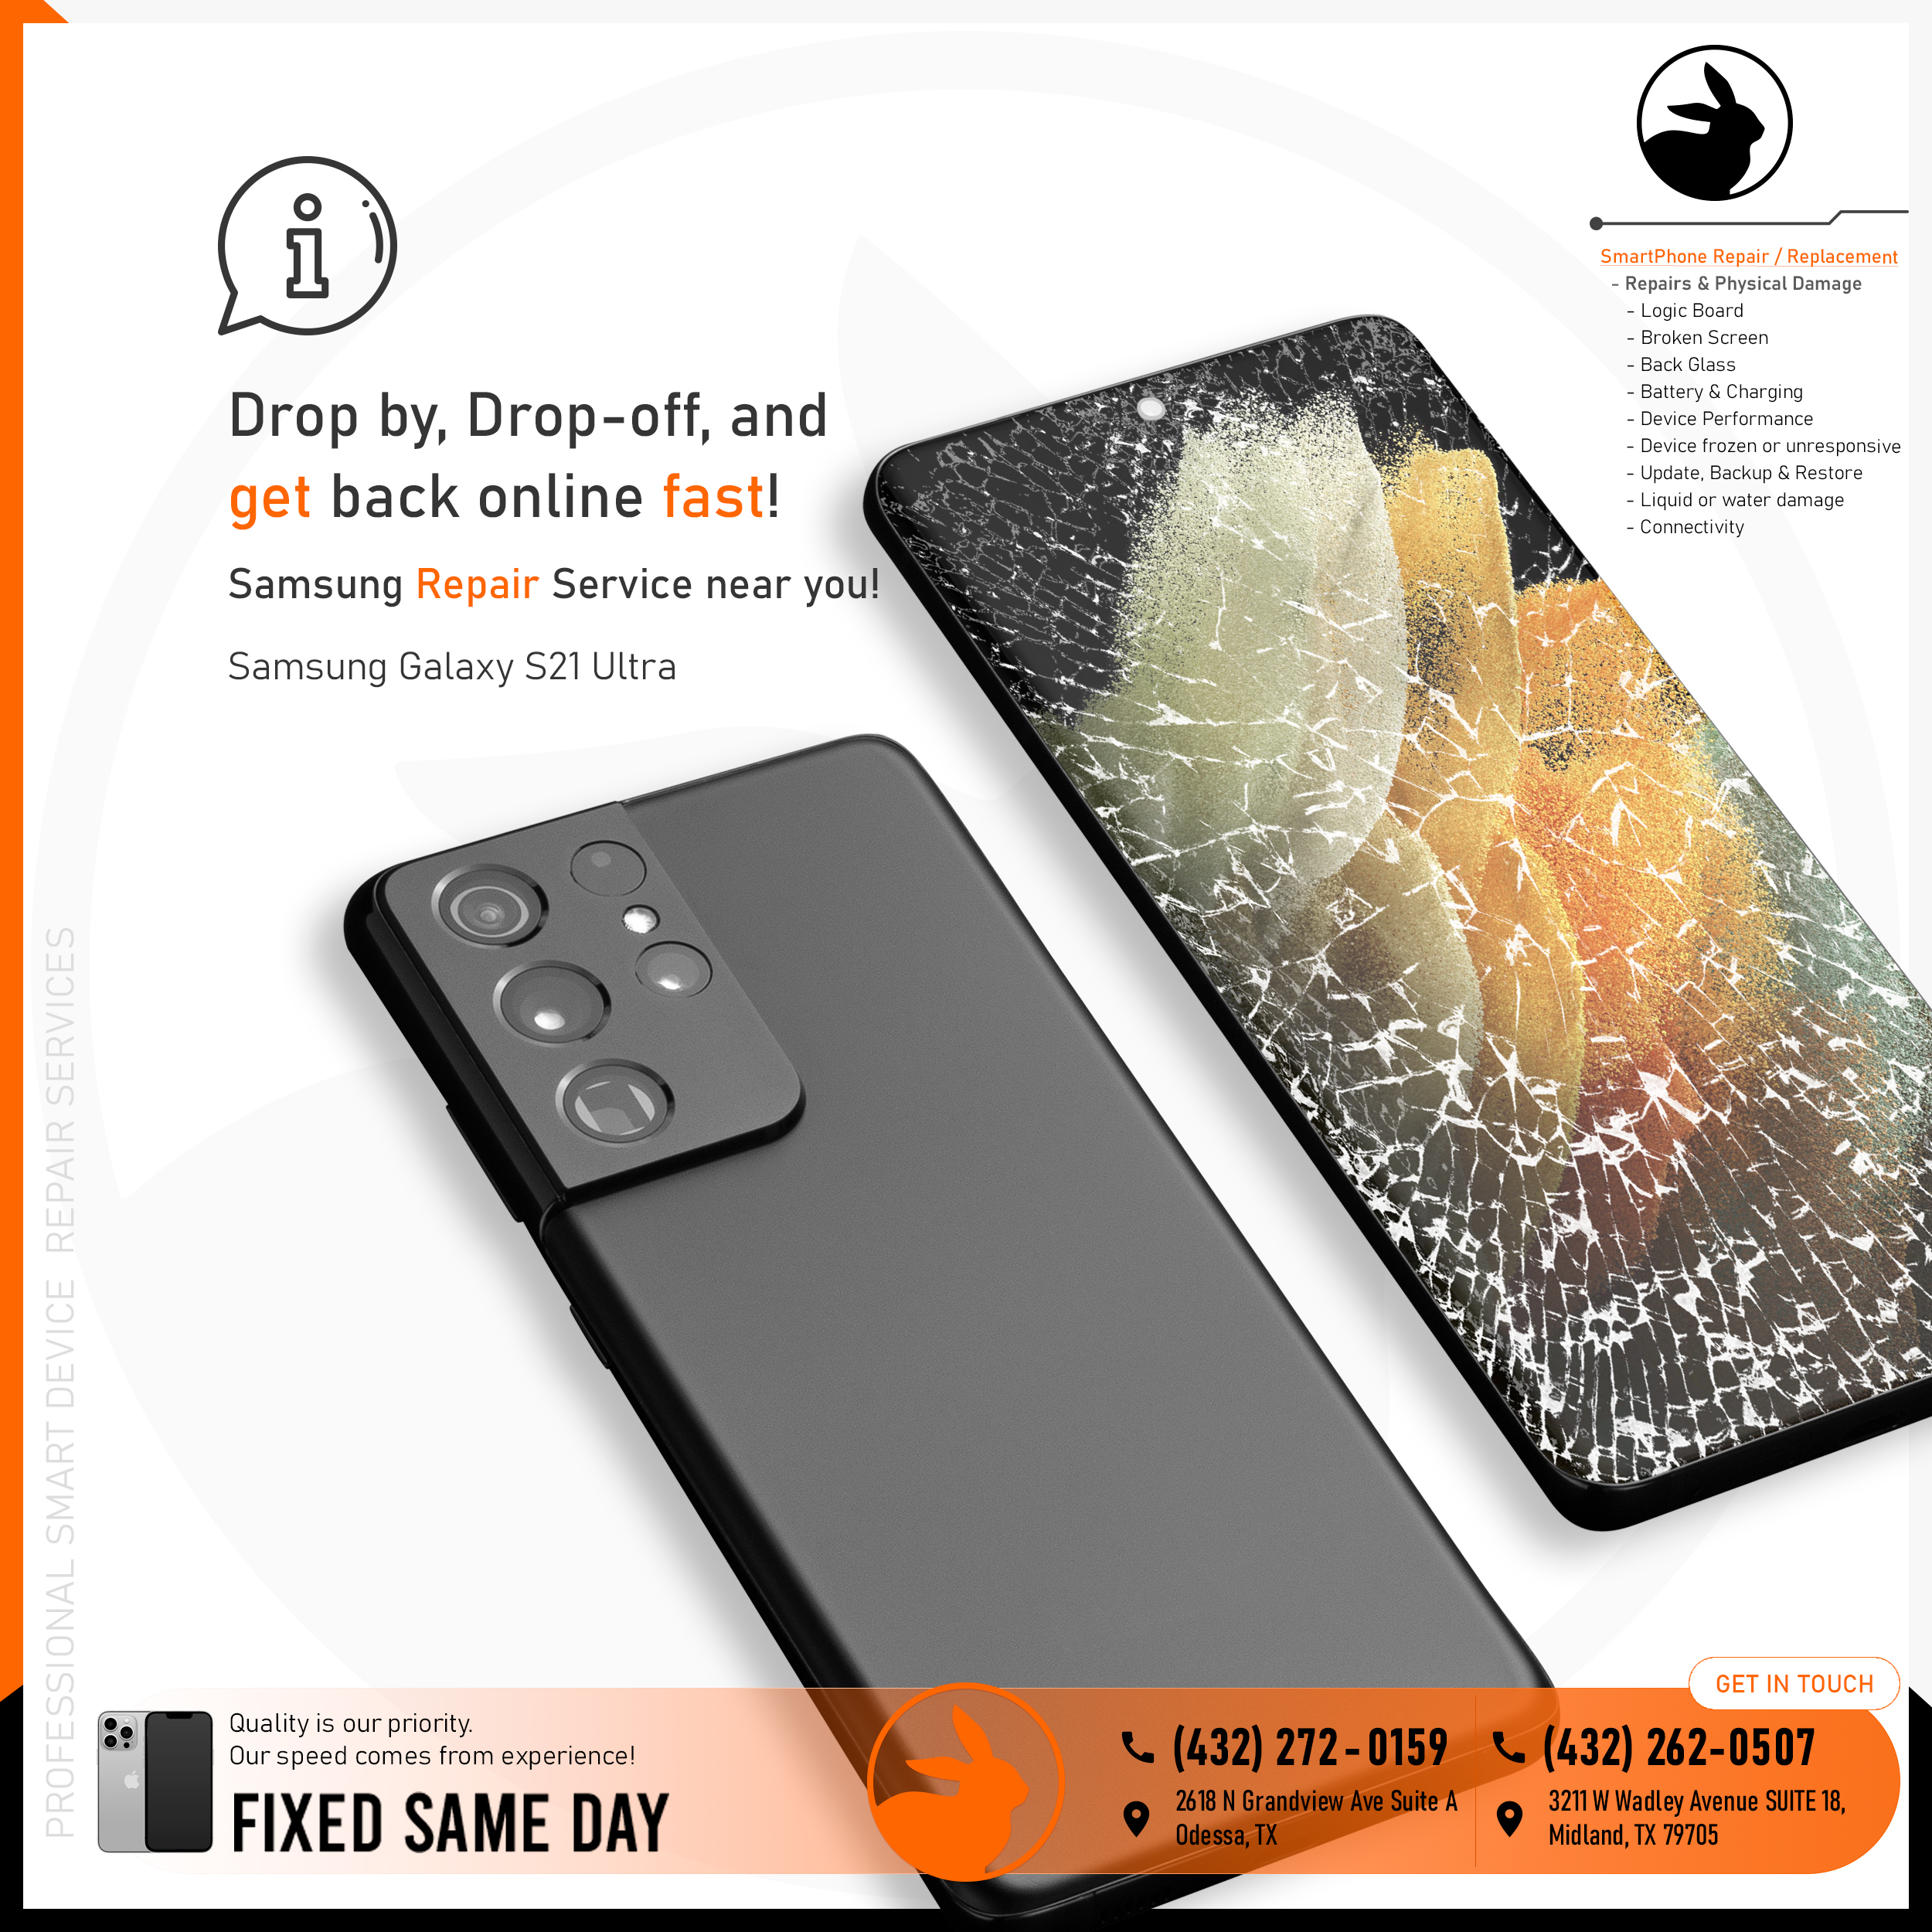 Drop by, Drop-off, and
get back online fast!
Samsung Repair Service near you!
Samsung Galaxy S21 Ultra
SmartPhone Repair / Replacement
- Repairs & Physical Damage
- Logic Board
- Broken Screen
- Back Glass
- Battery & Charging
- Device Performance
- Device frozen or unresponsive
- Update, Backup & Restore
- Liquid or water damage
- Connectivity
PROFESSIONAL SMART DEVICE REPAIR SERVICES
Quality is our priority.
Our speed comes from experience!
FIXED SAME DAY
GET IN TOUCH
(432) 272-0159
2618 N Grandview Ave Suite A
Odessa, TX
(432) 262-0507
3211 W Wadley Avenue SUITE 18,
Midland, TX 79705